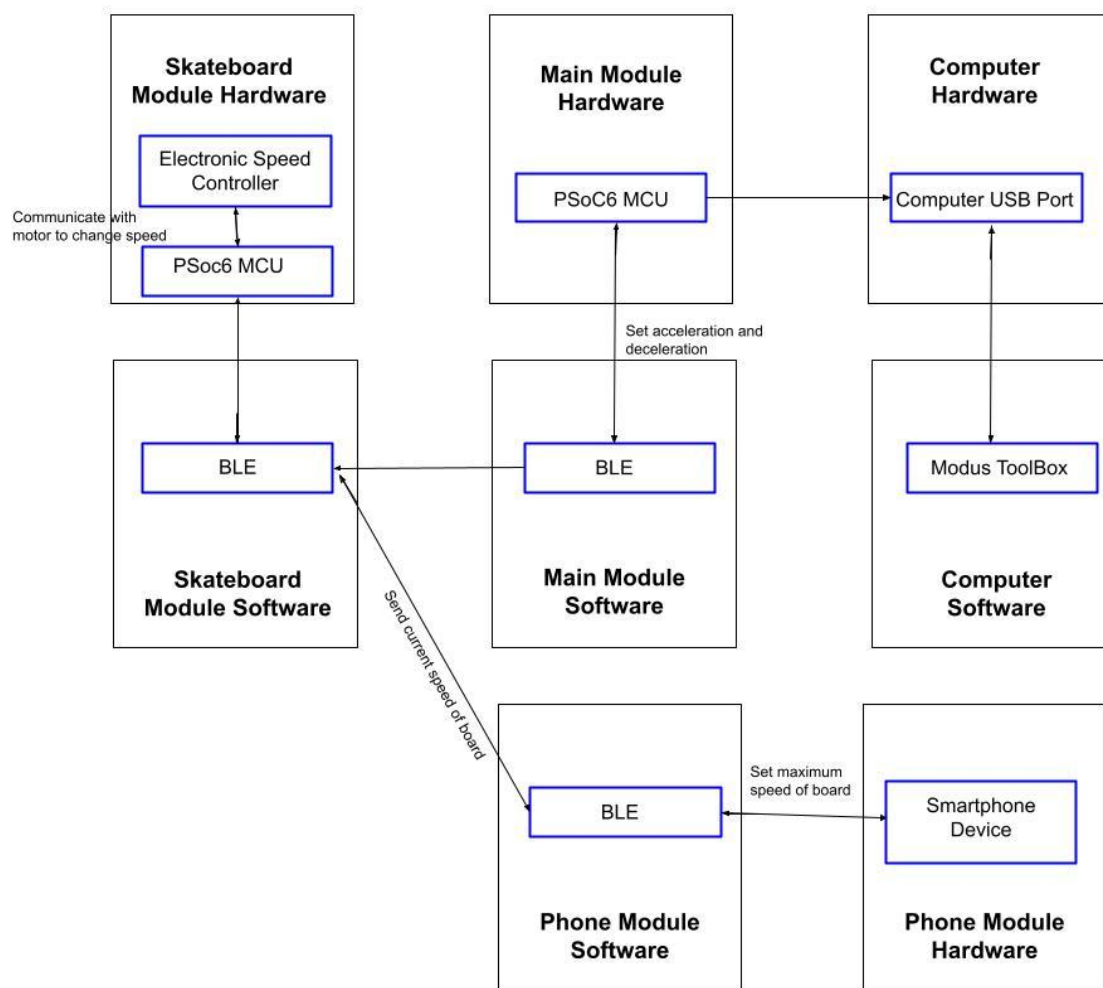 Skateboard
Module Hardware
Electronic Speed
Controller
Communicate with
motor to change speed
PSoc6 MCU
Main Module
Hardware
PSoC6 MCU
Computer
Hardware
Computer USB Port
Set acceleration and
deceleration
BLE
Skateboard
Module Software
BLE
Main Module
Software
Modus ToolBox
Computer
Software
Send current speed of board
BLE
Phone Module
Software
Set maximum
speed of board
Smartphone
Device
Phone Module
Hardware